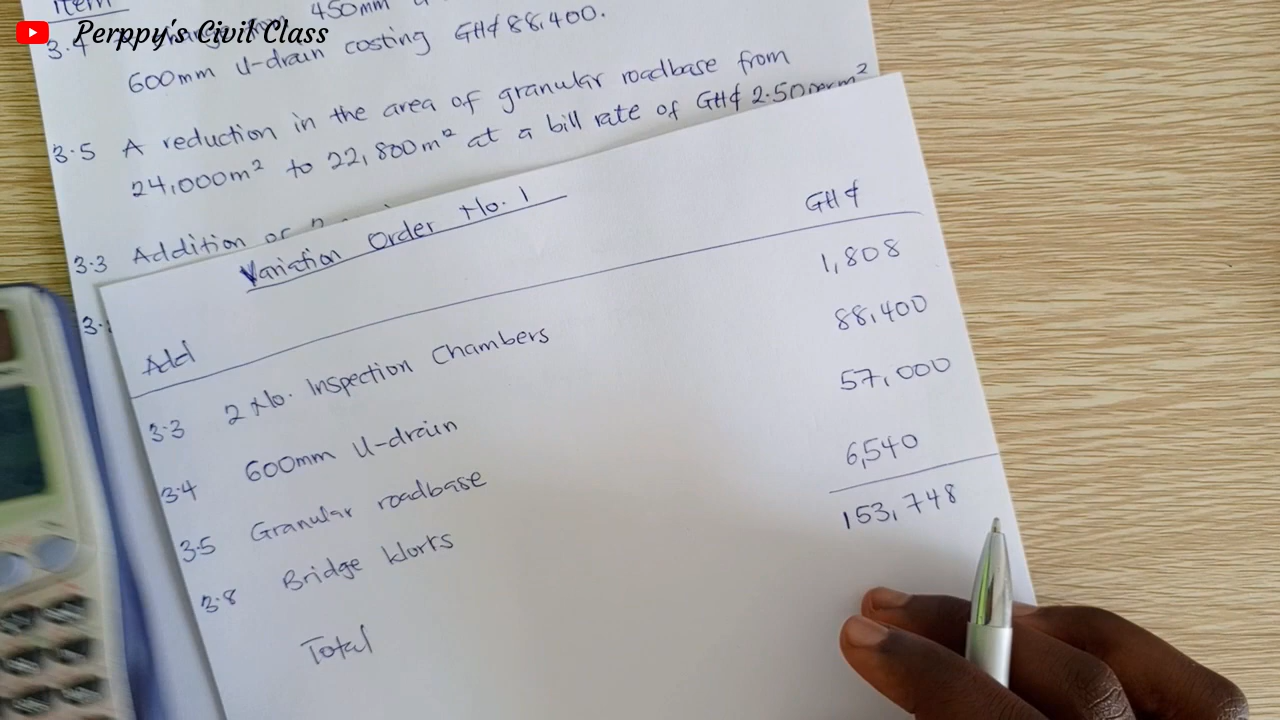 Item
Perppy's Civil Class
3.4 450mm
600mm U-drain costing GH¢ 88,400.
3.5 A reduction in the area of granular roadbase from
24,000m² to 22,800m² at a bill rate of GH¢ 2.50 per m²
3.3 Addition of 2
3.
Variation Order No. 1
GH¢
Add
3.3 2 No. Inspection Chambers 1,808
3.4 600mm U-drain 88,400
3.5 Granular roadbase 57,000
3.8 Bridge Works 6,540
Total 153,748